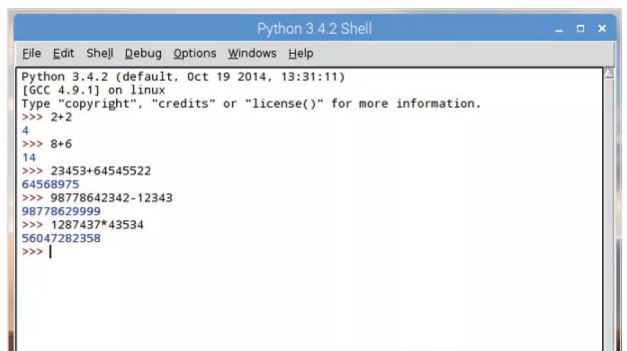 Python 3.4.2 Shell
File Edit Shell Debug Options Windows Help
Python 3.4.2 (default, Oct 19 2014, 13:31:11)
[GCC 4.9.1] on linux
Type "copyright", "credits" or "license()" for more information.
>>> 2+2
4
>>> 8+6
14
>>> 23453+64545522
64568975
>>> 98778642342-12343
98778629999
>>> 1287437*43534
56047282358
>>>